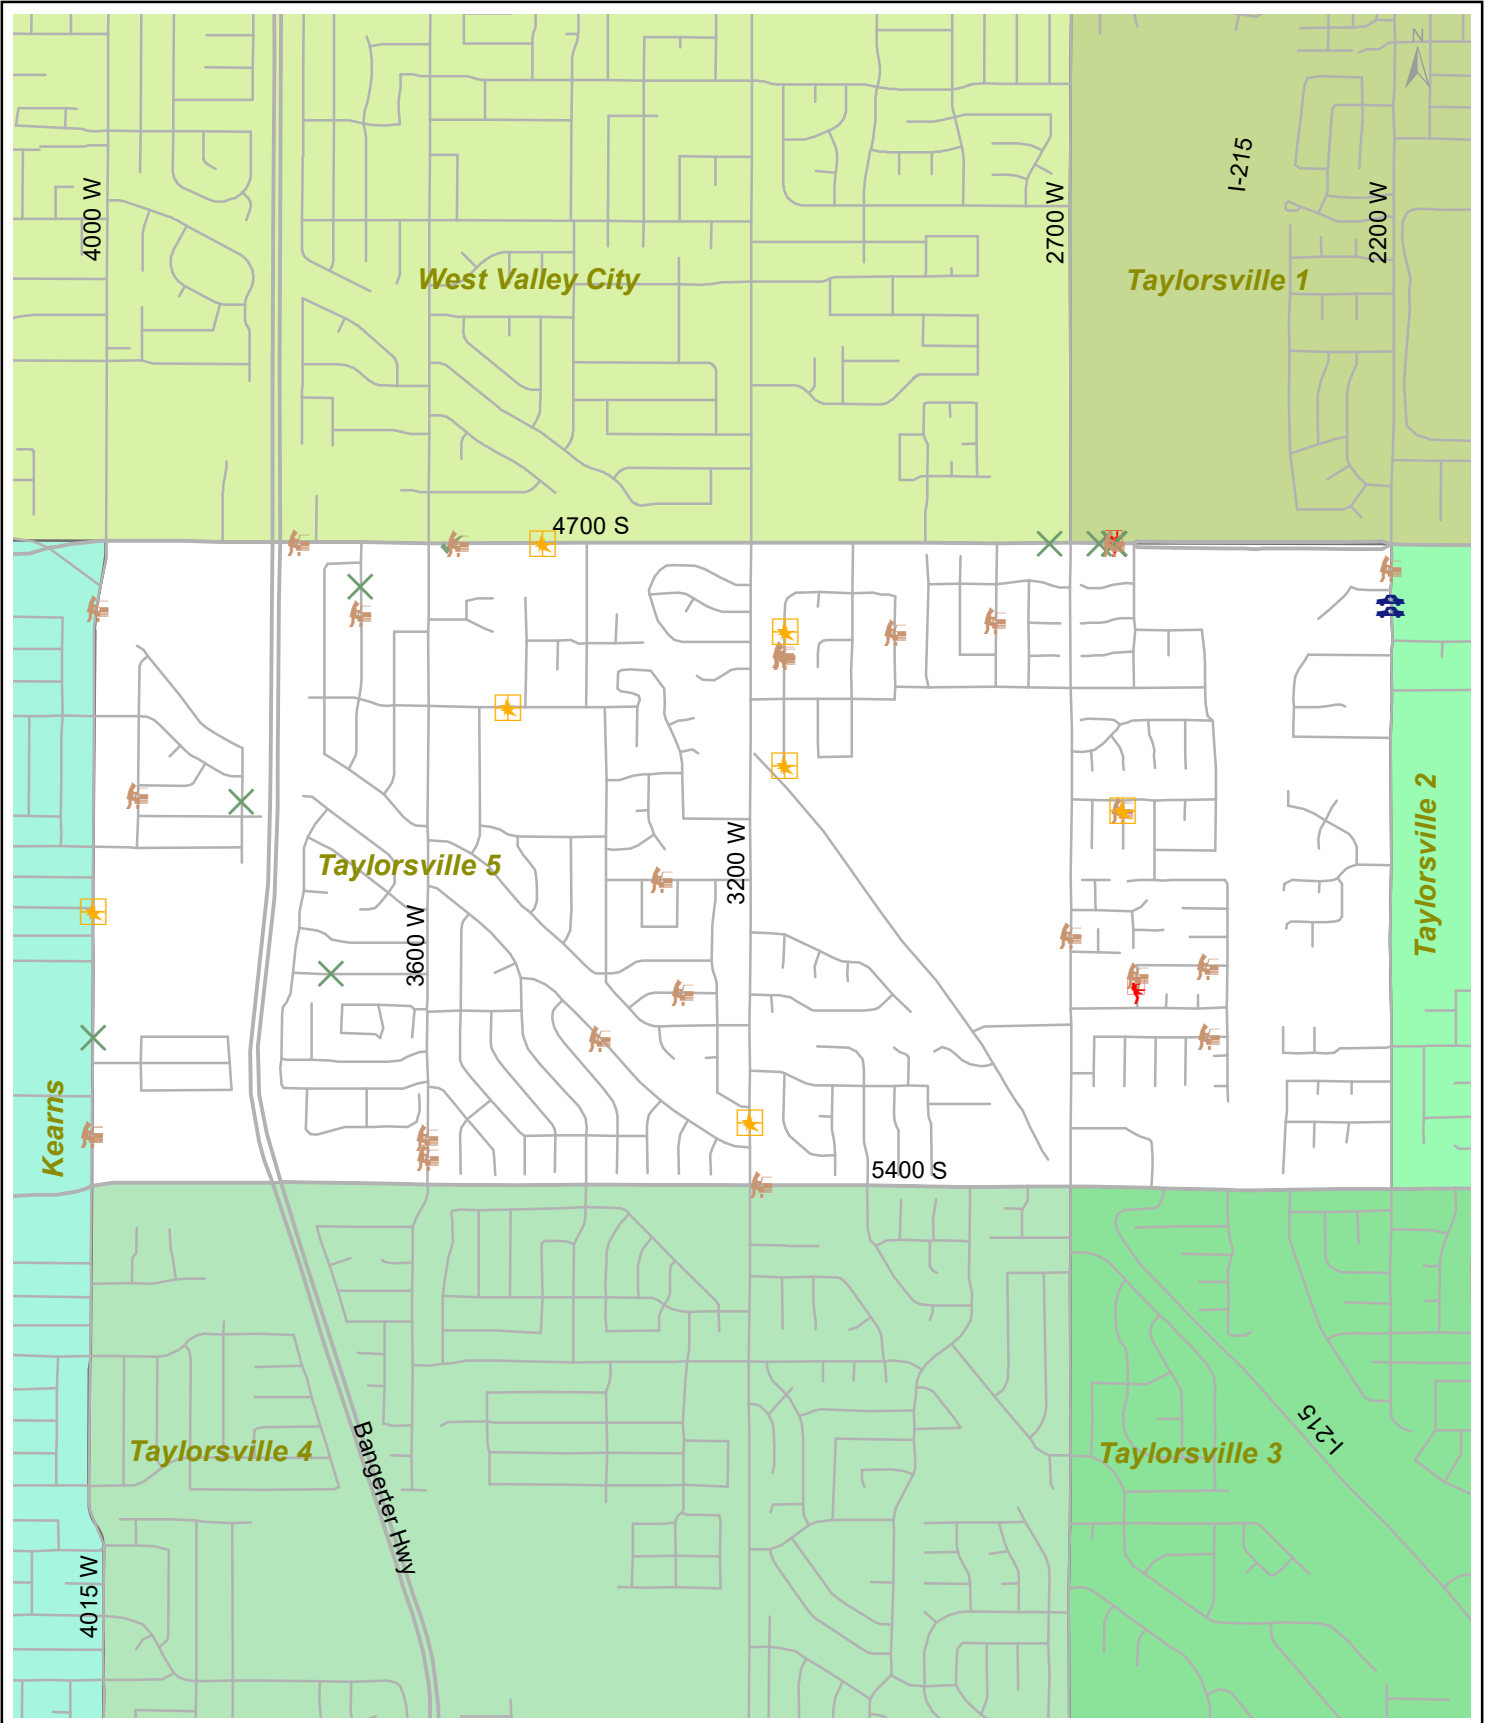 N
I-215
4000 W
2700 W
2200 W
West Valley City
Taylorsville 1
4700 S
Taylorsville 2
3200 W
Taylorsville 5
3600 W
Kearns
5400 S
I-215
Taylorsville 4
Bangerter Hwy
Taylorsville 3
4015 W